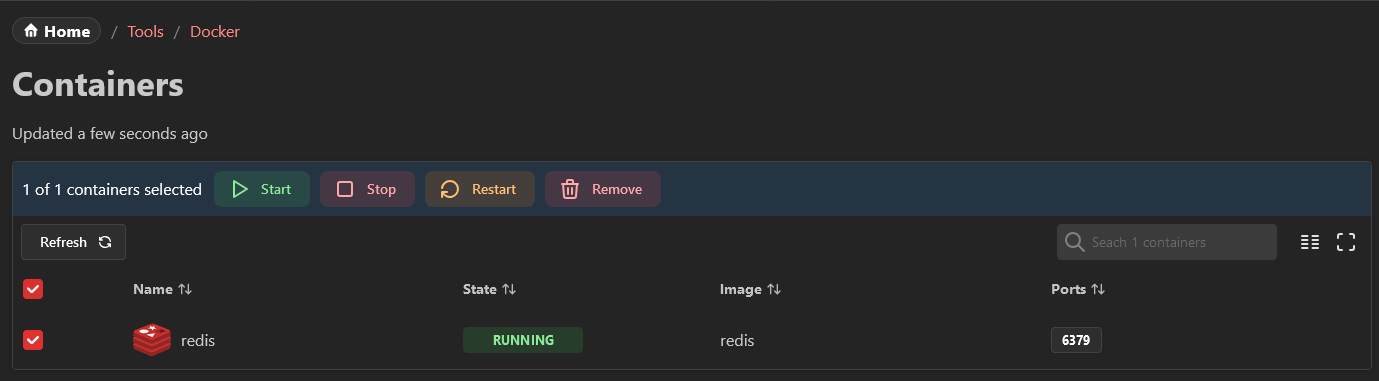 Home / Tools / Docker
Containers
Updated a few seconds ago
1 of 1 containers selected Start Stop Restart Remove
Refresh Seach 1 containers
Name State Image Ports
redis RUNNING redis 6379